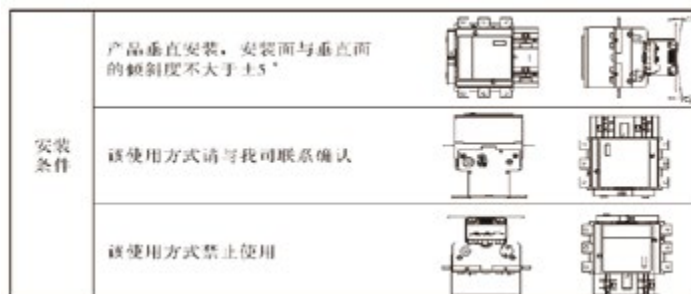 产品垂直安装，安装面与垂直面
的倾斜度不大于±5°
安装
条件
该使用方式请与我司联系确认
该使用方式禁止使用